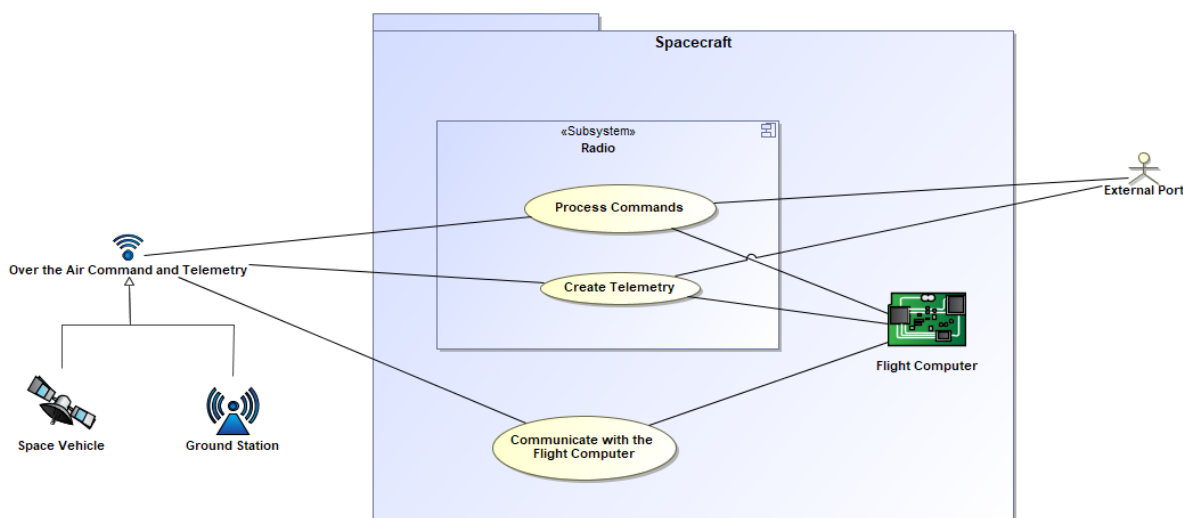 Spacecraft
«Subsystem»
Radio
Process Commands
External Port
Over the Air Command and Telemetry
Create Telemetry
Flight Computer
Space Vehicle
Ground Station
Communicate with the
Flight Computer